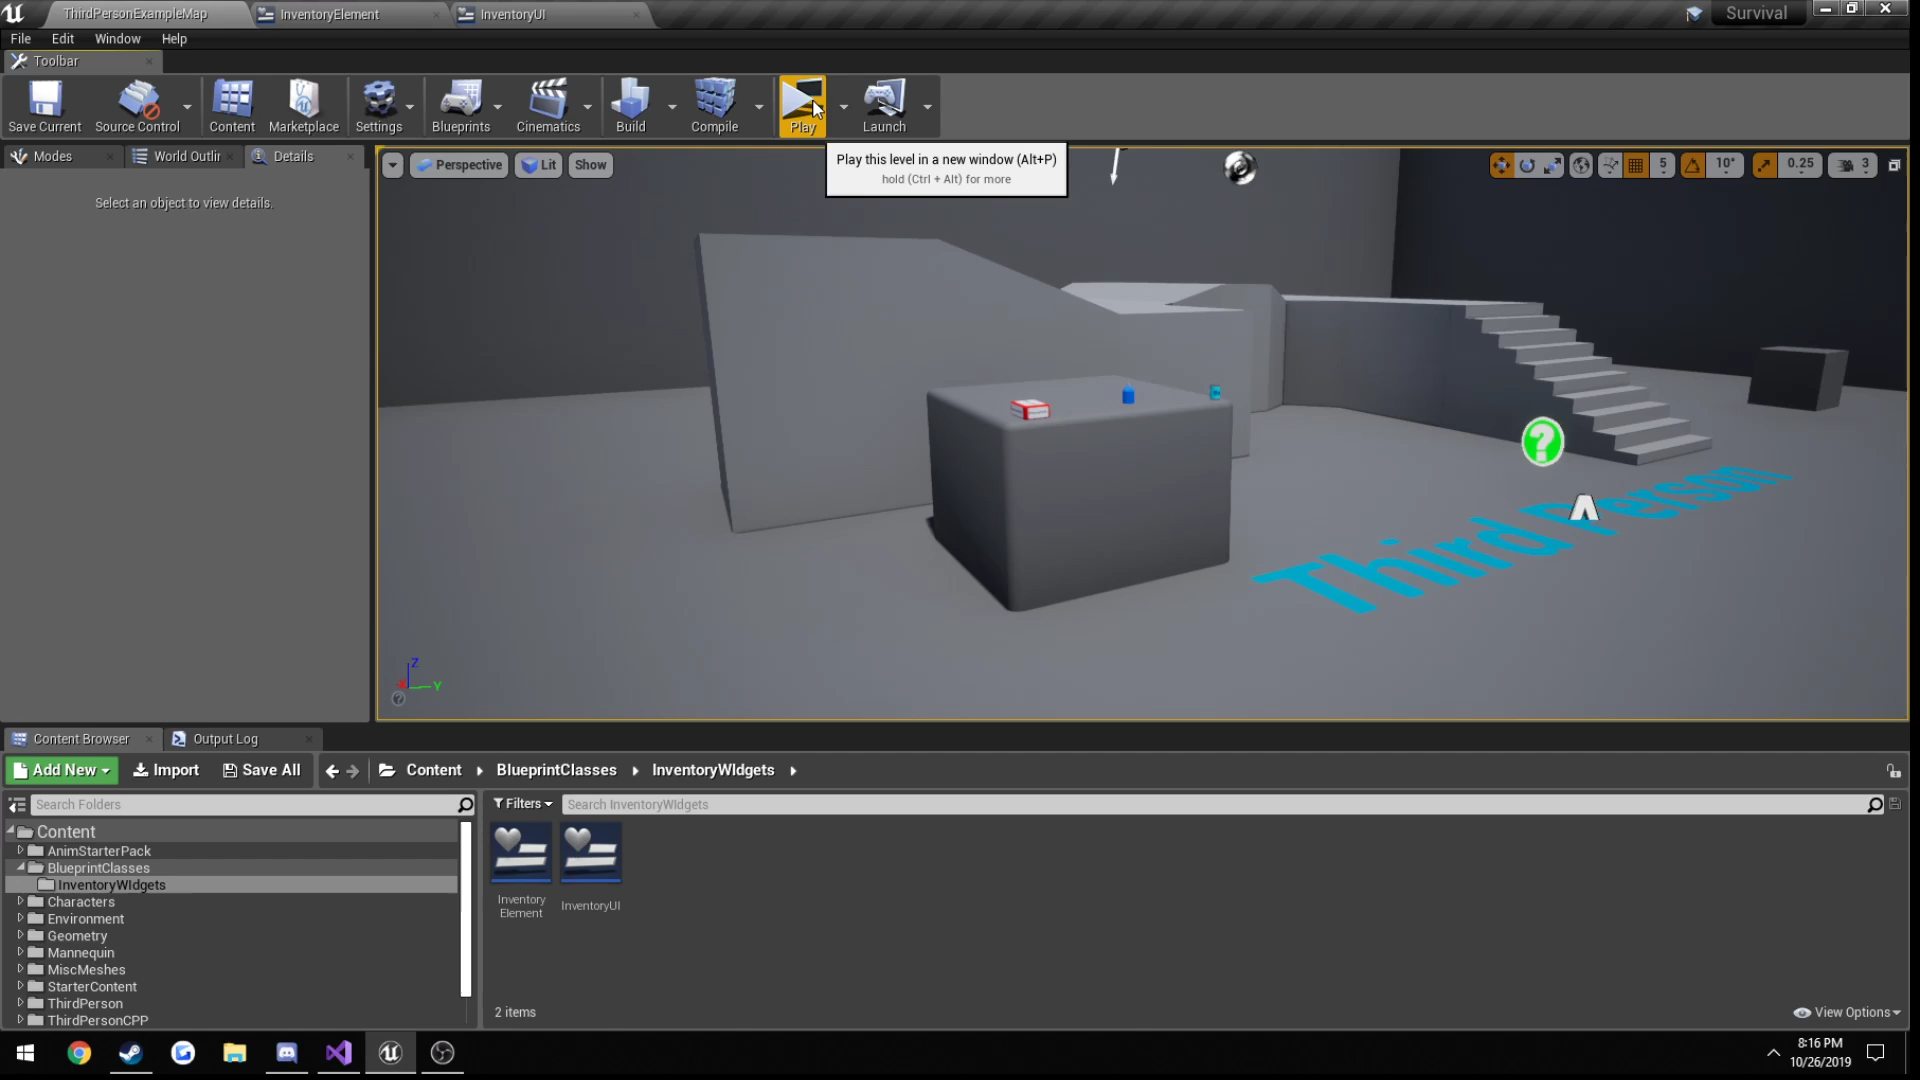 ThirdPersonExampleMap
InventoryElement
InventoryUI
Survival
File Edit Window Help
Toolbar
Save Current Source Control Content Marketplace Settings Blueprints Cinematics Build Compile Play Launch
Modes World Outlin Details
Select an object to view details.
Perspective Lit Show
Play this level in a new window (Alt+P)
hold (Ctrl + Alt) for more
5 10° 0.25 3
Third Person
Z
X
Y
Content Browser Output Log
Add New Import Save All Content BlueprintClasses InventoryWIdgets
Search Folders
Filters Search InventoryWIdgets
Content
AnimStarterPack
BlueprintClasses
InventoryWIdgets
Characters
Environment
Geometry
Mannequin
MiscMeshes
StarterContent
ThirdPerson
ThirdPersonCPP
Inventory
Element
InventoryUI
2 items
View Options
8:16 PM
10/26/2019